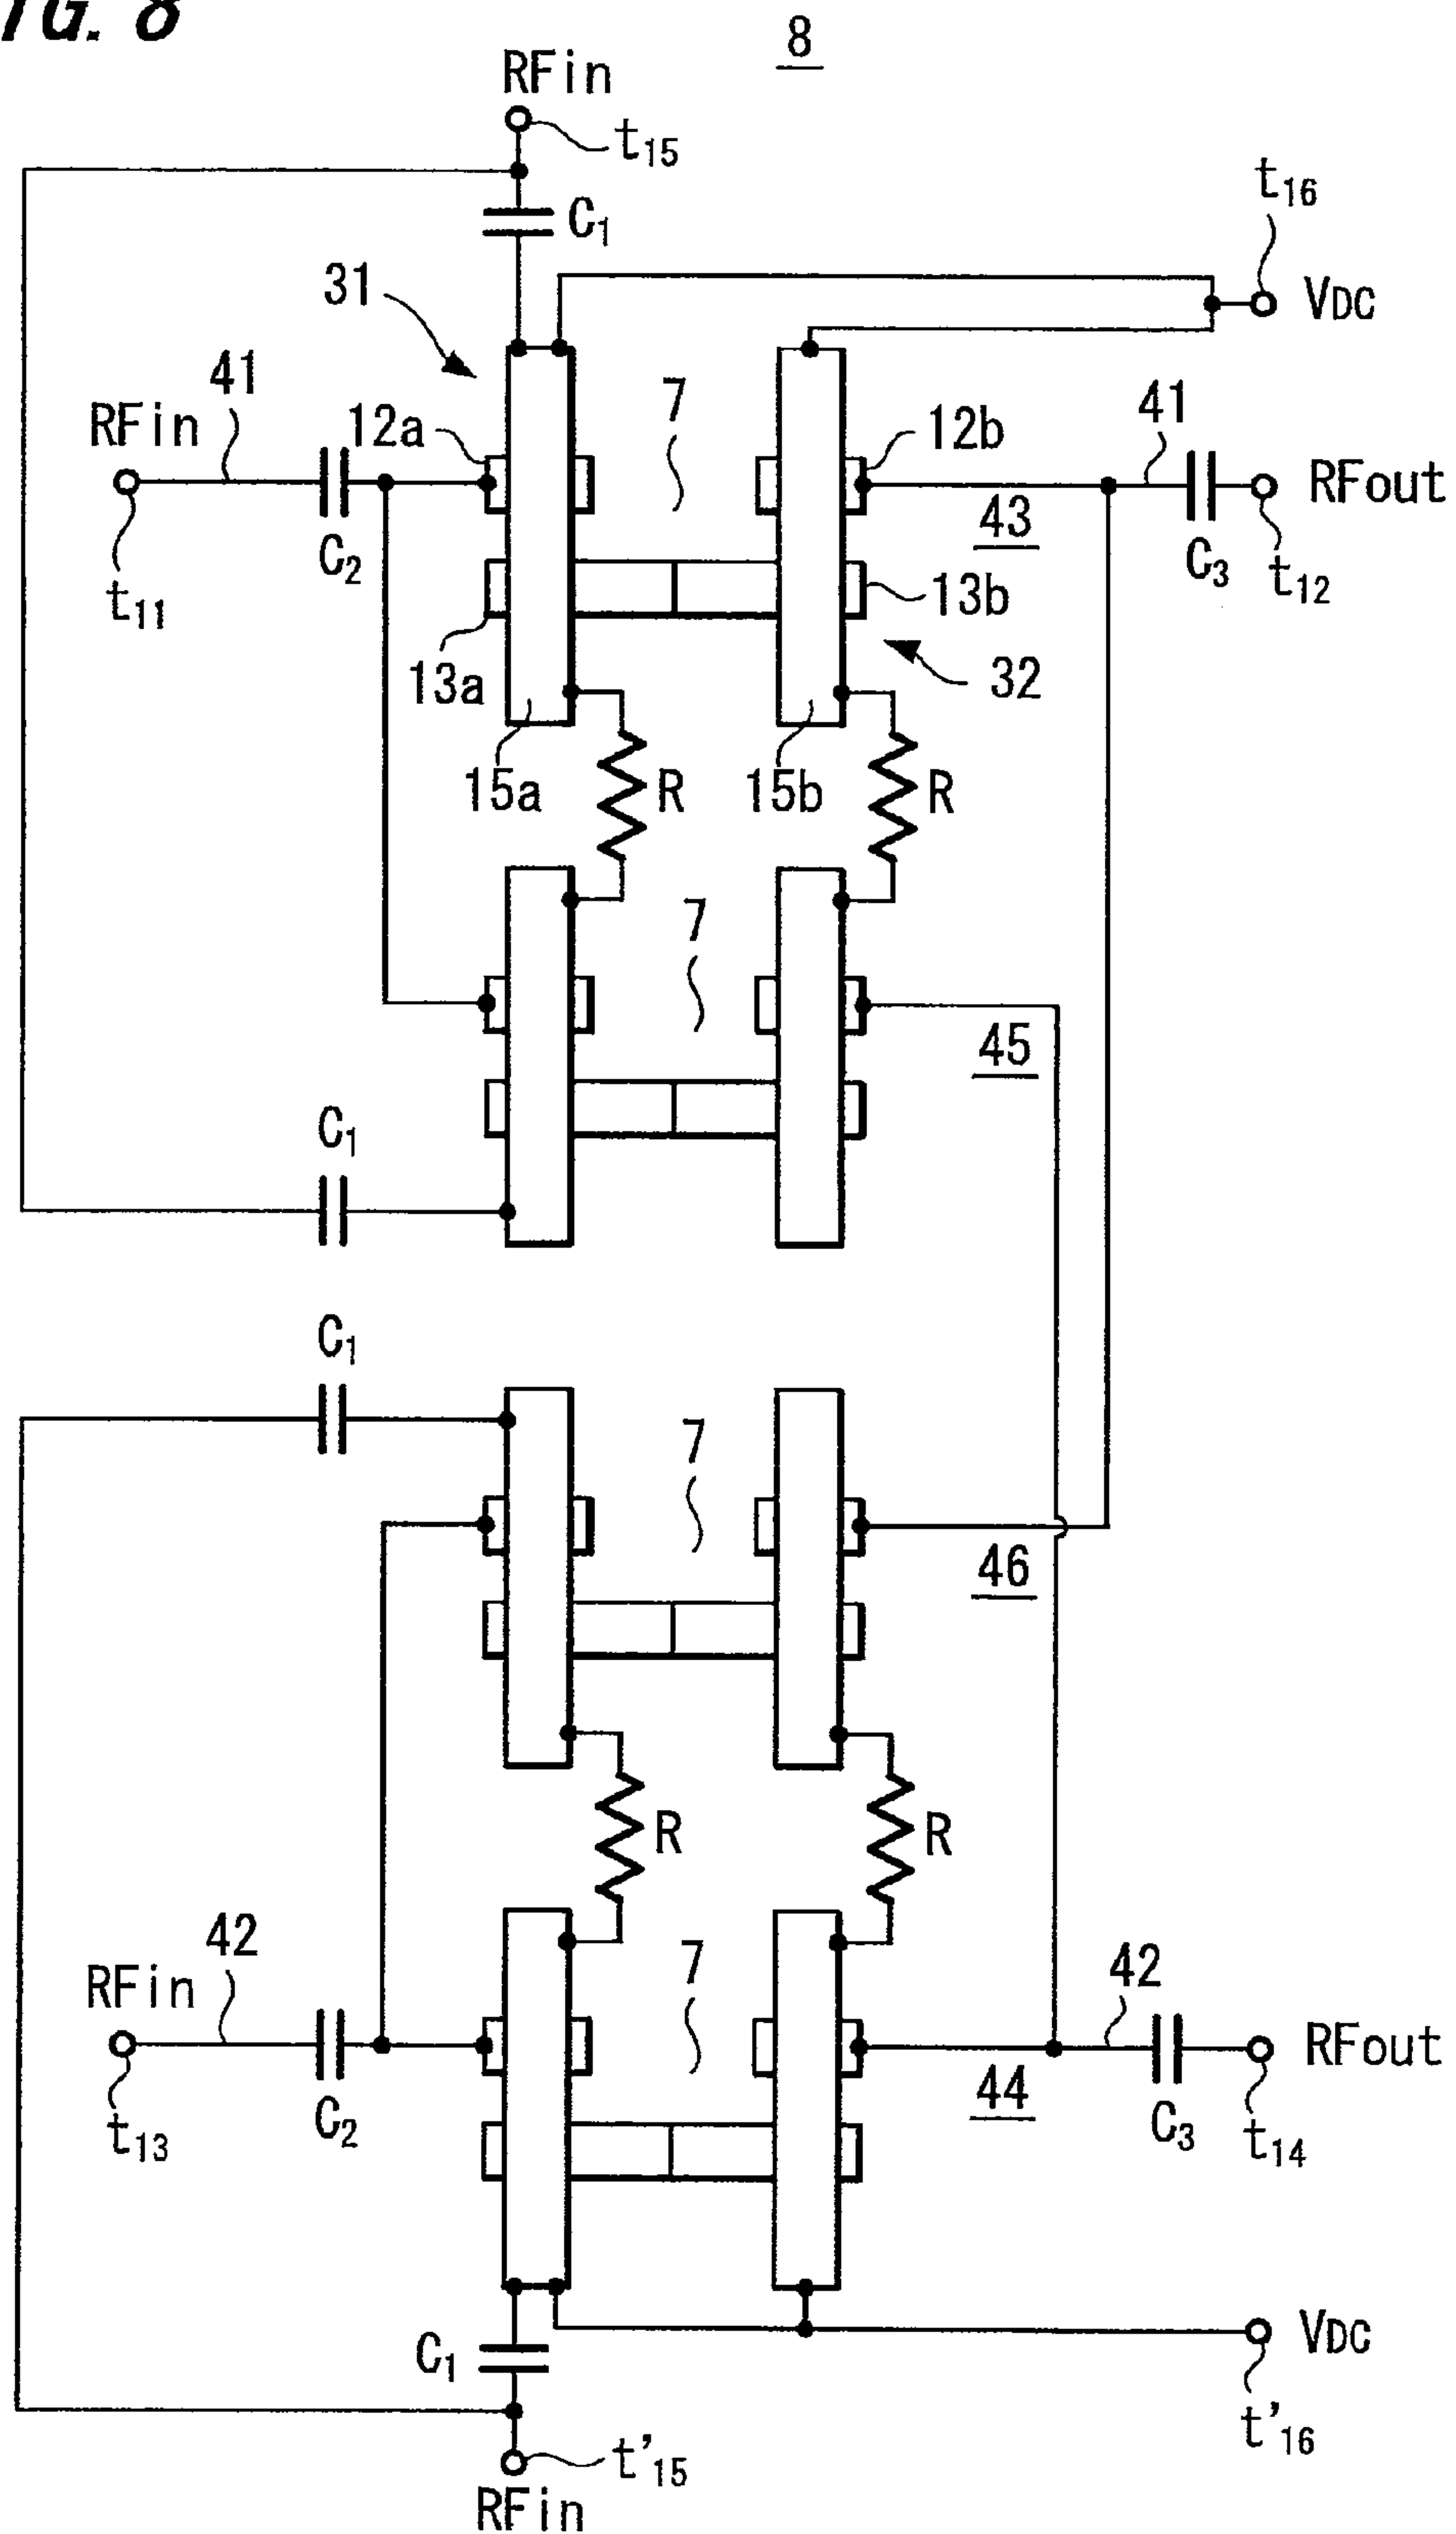 FIG. 8
8
RFin
t15
t16
C1
31
VDC
41
7
41
RFin
12a
12b
RFout
43
C2
C3
t11
t12
13b
13a
32
15a
R
15b
R
7
45
C1
C1
7
46
R
R
42
7
42
RFin
RFout
44
C2
C3
t13
t14
C1
VDC
t'16
t'15
RFin